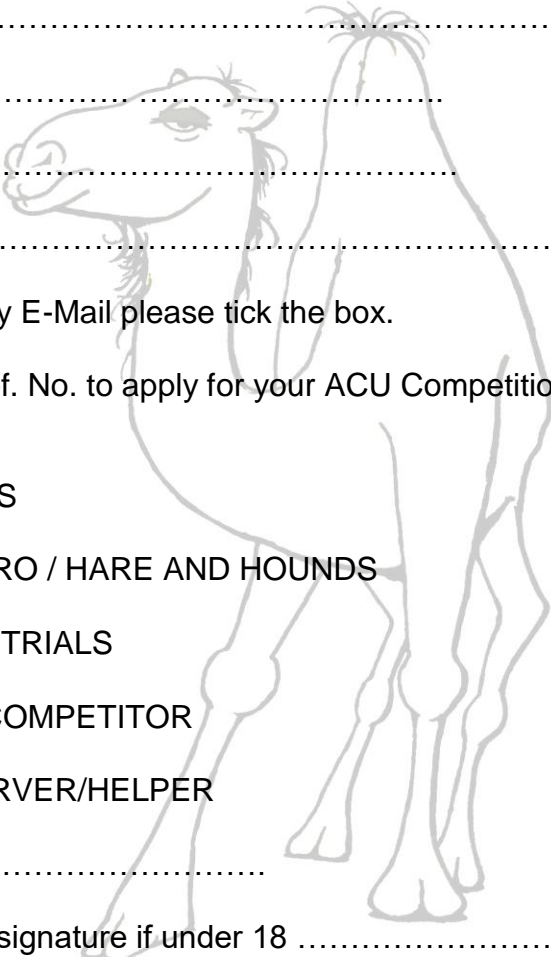 ……………………………………………………
………….. ………………………..
…………………………………….
……………………………………………………
y E-Mail please tick the box.
f. No. to apply for your ACU Competitio
S
RO / HARE AND HOUNDS
TRIALS
COMPETITOR
RVER/HELPER
…………………….
signature if under 18 ……………………